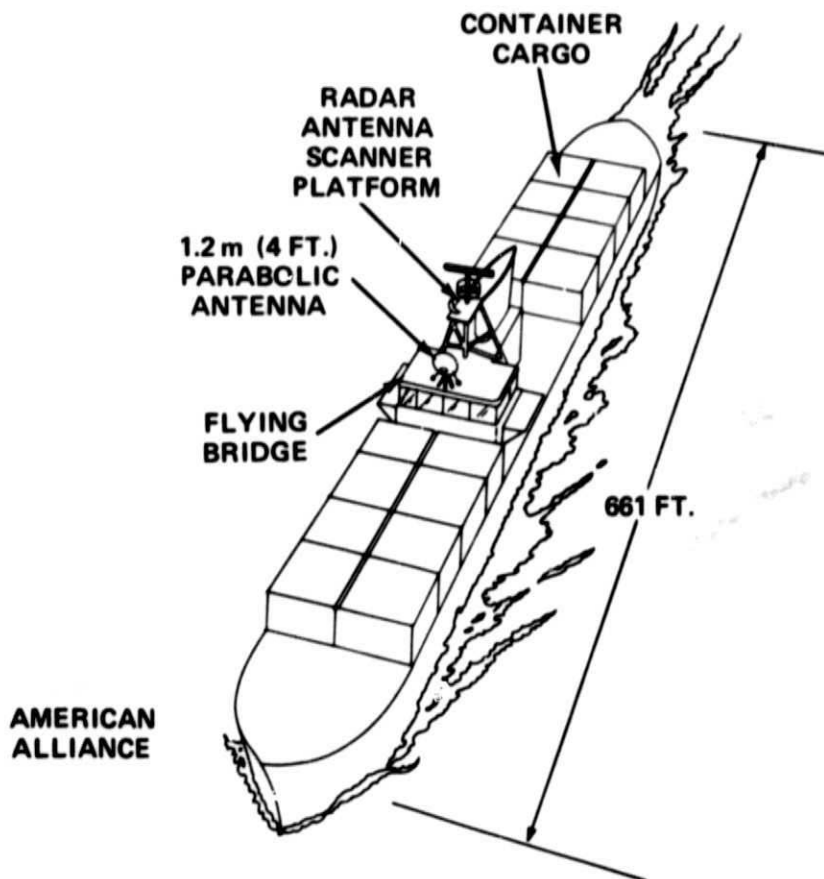 CONTAINER
CARGO
RADAR
ANTENNA
SCANNER
PLATFORM
1.2 m (4 FT.)
PARABOLIC
ANTENNA
FLYING
BRIDGE
661 FT.
AMERICAN
ALLIANCE